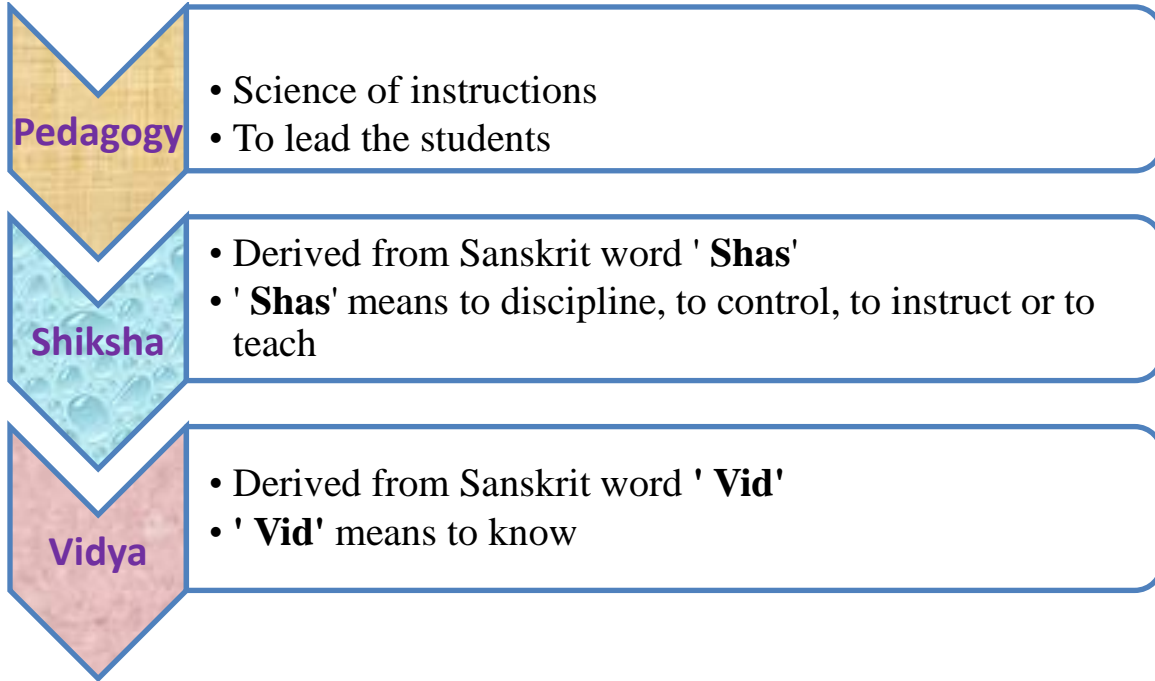 Pedagogy
• Science of instructions
• To lead the students
Shiksha
• Derived from Sanskrit word ' Shas'
• ' Shas' means to discipline, to control, to instruct or to
teach
Vidya
• Derived from Sanskrit word ' Vid'
• ' Vid' means to know